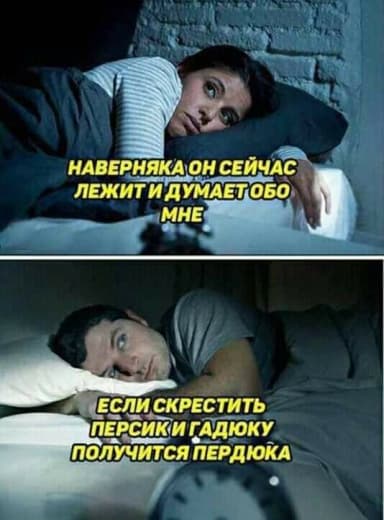 НАВЕРНЯКА ОН СЕЙЧАС
ЛЕЖИТ И ДУМАЕТ ОБО
МНЕ
ЕСЛИ СКРЕСТИТЬ
ПЕРСИК И ГАДЮКУ
ПОЛУЧИТСЯ ПЕРДЮКА